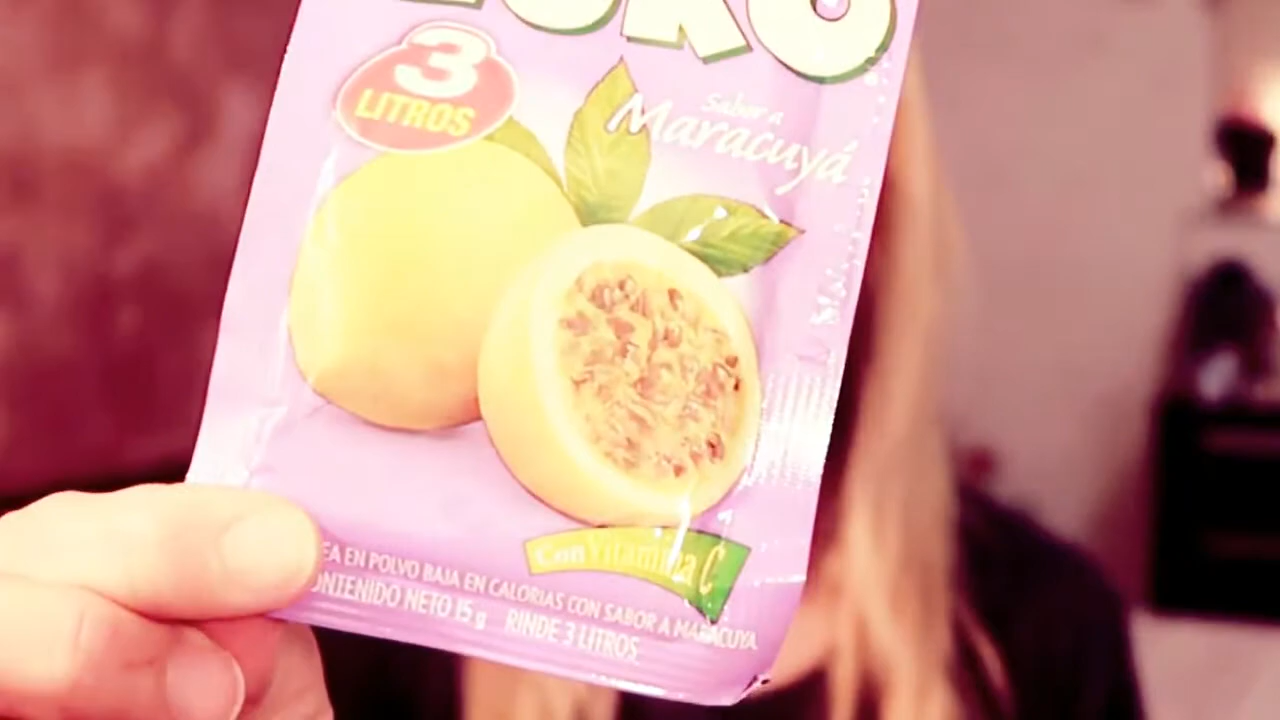 3
LITROS
Sabor a
Maracuyá
Con Vitamina C
EN POLVO BAJA EN CALORIAS CON SABOR A MARACUYA
NETO 15 g RINDE 3 LITROS